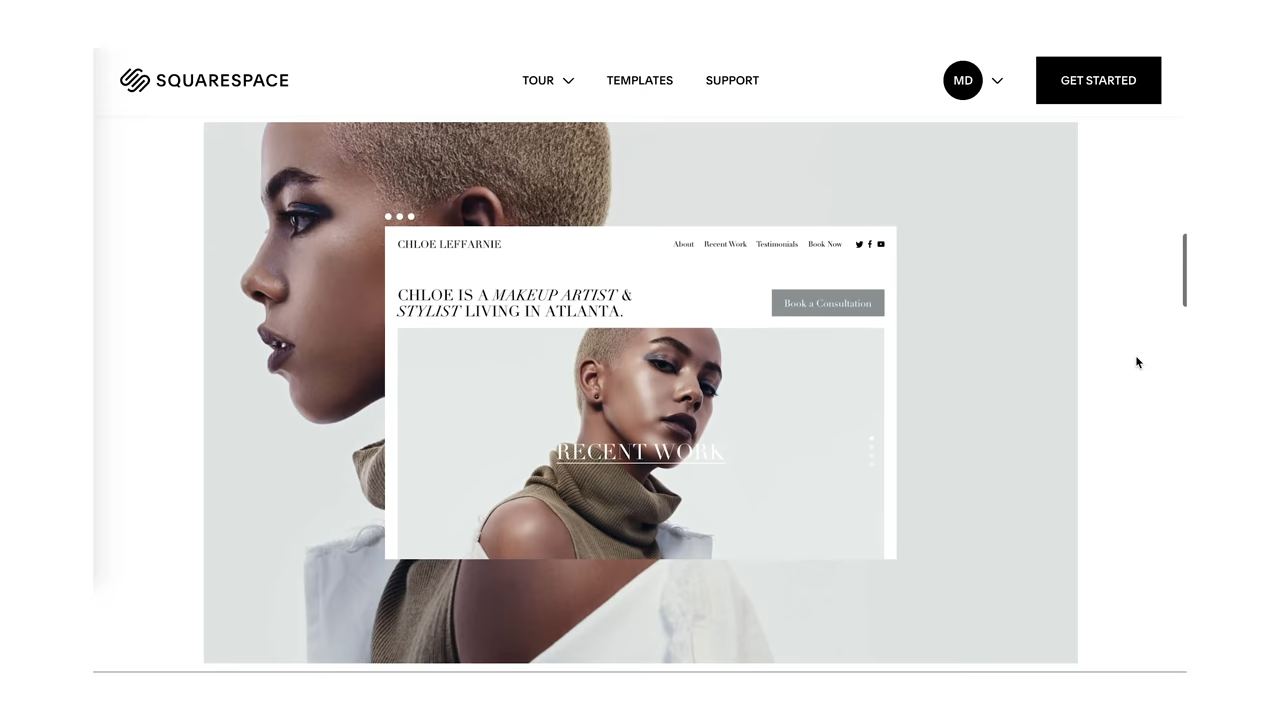 SQUARESPACE
TOUR
TEMPLATES
SUPPORT
MD
GET STARTED
CHLOE LEFFARNIE
About
Recent Work
Testimonials
Book Now
CHLOE IS A MAKEUP ARTIST &
STYLIST LIVING IN ATLANTA.
Book a Consultation
RECENT WORK